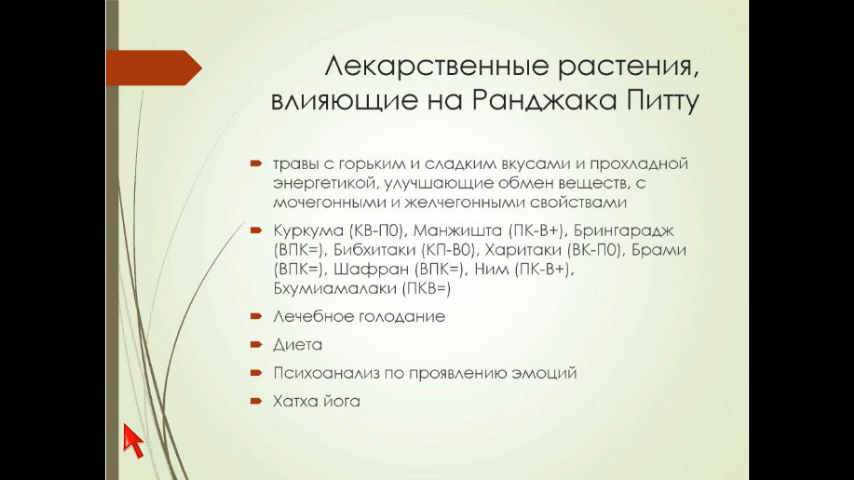 Лекарственные растения,
влияющие на Ранджака Питту
травы с горьким и сладким вкусами и прохладной
энергетикой, улучшающие обмен веществ, с
мочегонными и желчегонными свойствами
Куркума (КВ-П0), Манжишта (ПК-В+), Брингарадж
(ВПК=), Бибхитаки (КП-В0), Харитаки (ВК-П0), Брами
(ВПК=), Шафран (ВПК=), Ним (ПК-В+),
Бхумиамалаки (ПКВ=)
Лечебное голодание
Диета
Психоанализ по проявлению эмоций
Хатха йога